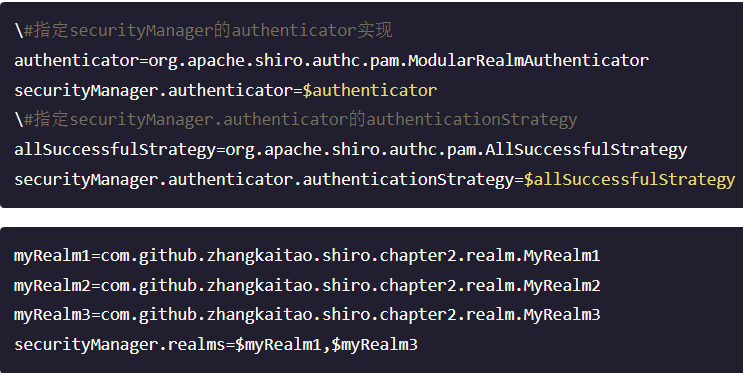 \#指定securityManager的authenticator实现
authenticator=org.apache.shiro.authc.pam.ModularRealmAuthenticator
securityManager.authenticator=$authenticator
\#指定securityManager.authenticator的authenticationStrategy
allSuccessfulStrategy=org.apache.shiro.authc.pam.AllSuccessfulStrategy
securityManager.authenticator.authenticationStrategy=$allSuccessfulStrategy
myRealm1=com.github.zhangkaitao.shiro.chapter2.realm.MyRealm1
myRealm2=com.github.zhangkaitao.shiro.chapter2.realm.MyRealm2
myRealm3=com.github.zhangkaitao.shiro.chapter2.realm.MyRealm3
securityManager.realms=$myRealm1,$myRealm3